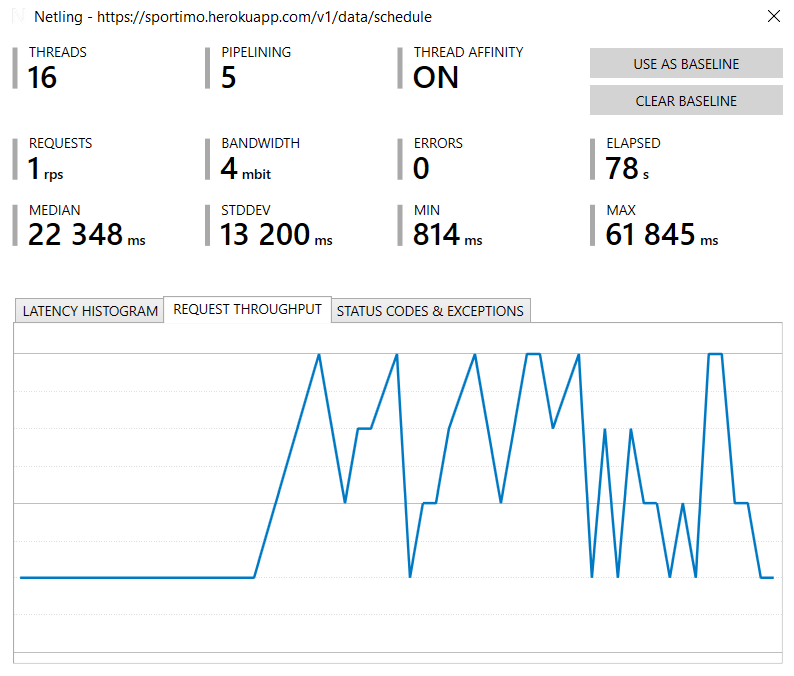 Netling - https://sportimo.herokuapp.com/v1/data/schedule
THREADS
16
PIPELINING
5
THREAD AFFINITY
ON
USE AS BASELINE
CLEAR BASELINE
REQUESTS
1 rps
BANDWIDTH
4 mbit
ERRORS
0
ELAPSED
78 s
MEDIAN
22 348 ms
STDDEV
13 200 ms
MIN
814 ms
MAX
61 845 ms
LATENCY HISTOGRAM
REQUEST THROUGHPUT
STATUS CODES & EXCEPTIONS